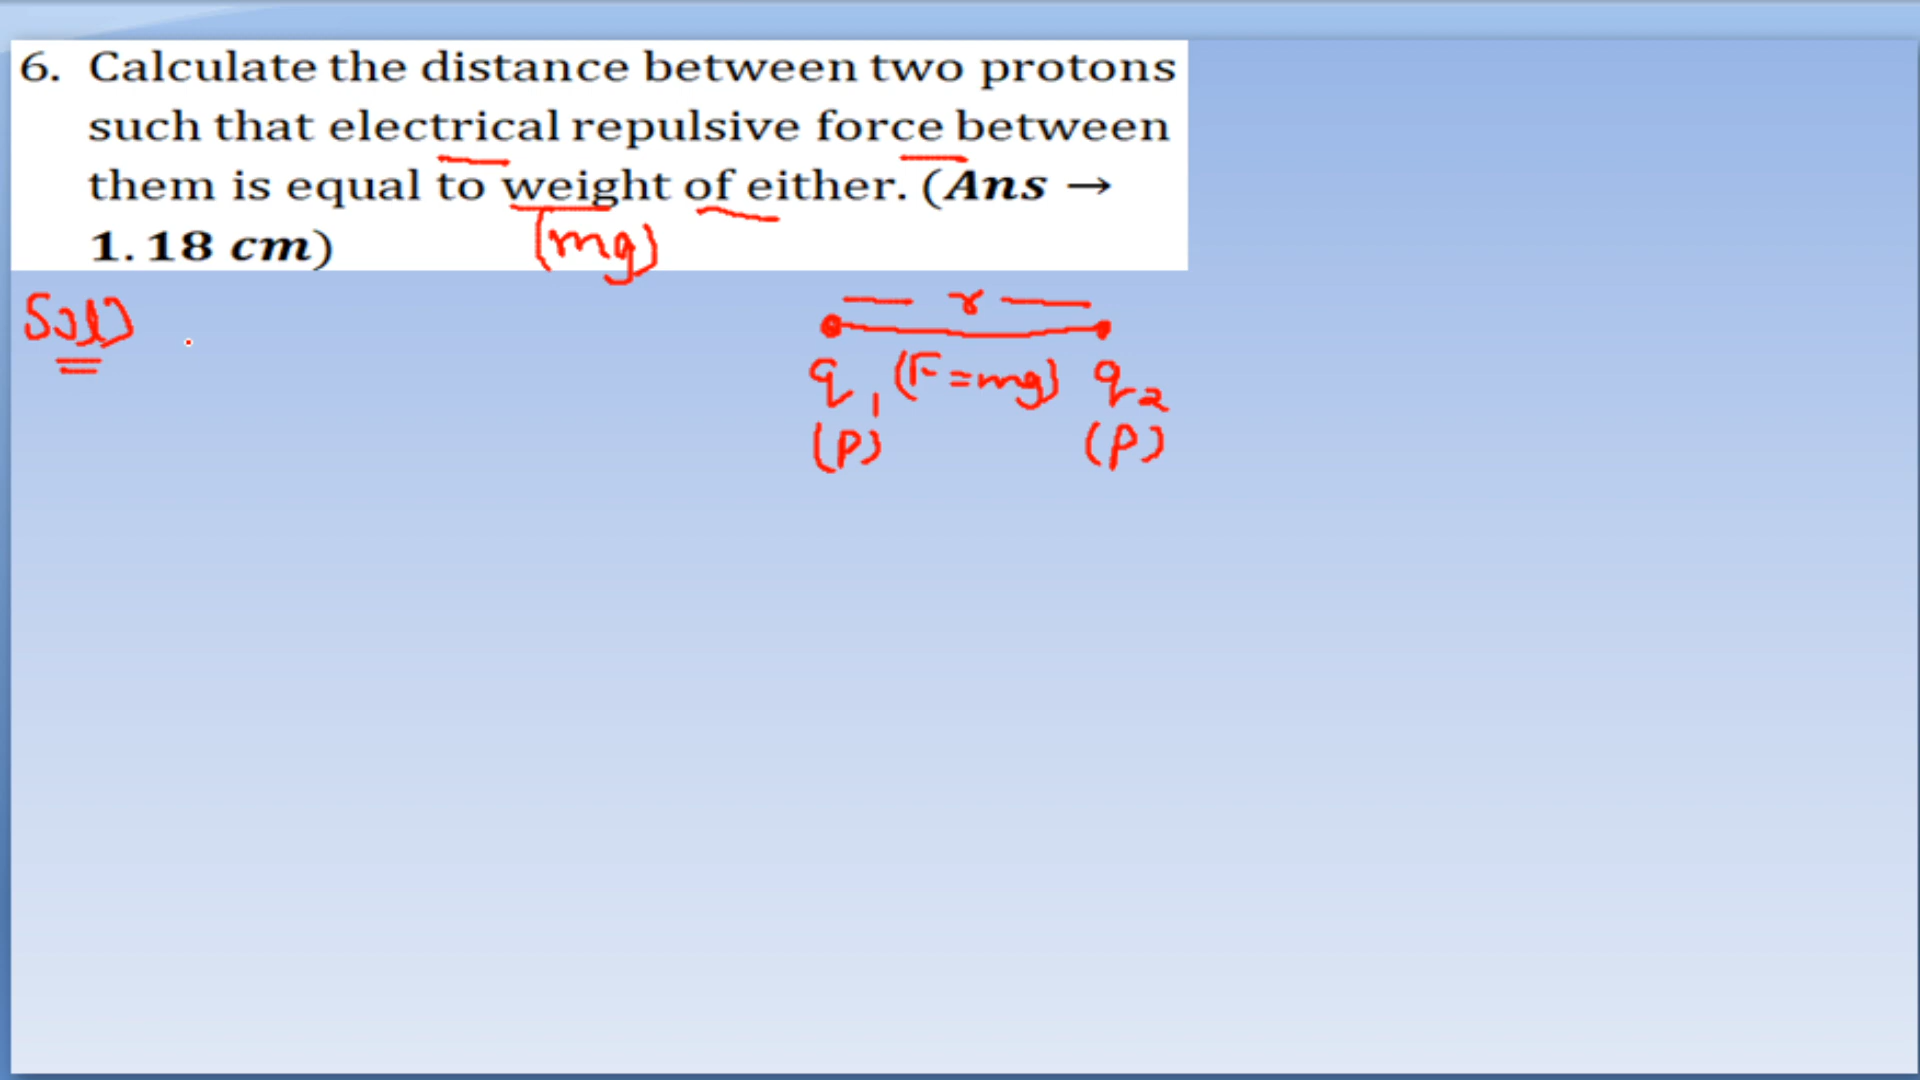 6. Calculate the distance between two protons
such that electrical repulsive force between
them is equal to weight of either. (Ans →
1.18 cm)
(mg)
Sol)
r
q1 (F=mg) q2
(P) (P)